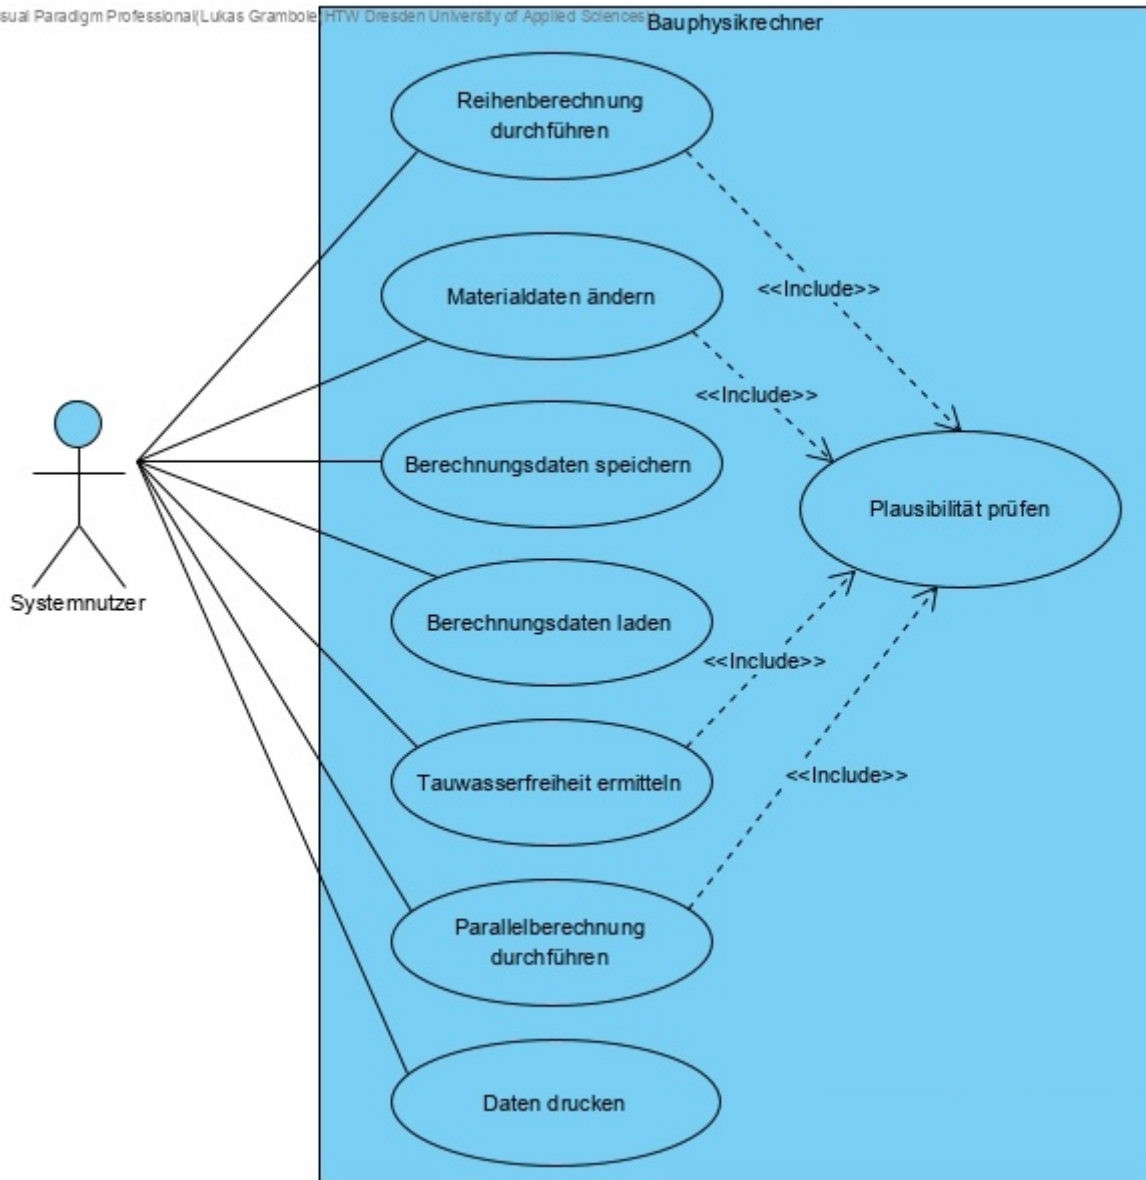 sual Paradigm Professional(Lukas Grambole(HTW Dresden University of Applied Sciences))
Bauphysikrechner
Reihenberechnung
durchführen
<<Include>>
Materialdaten ändern
<<Include>>
Berechnungsdaten speichern
Plausibilität prüfen
Systemnutzer
Berechnungsdaten laden
<<Include>>
Tauwasserfreiheit ermitteln
<<Include>>
Parallelberechnung
durchführen
Daten drucken